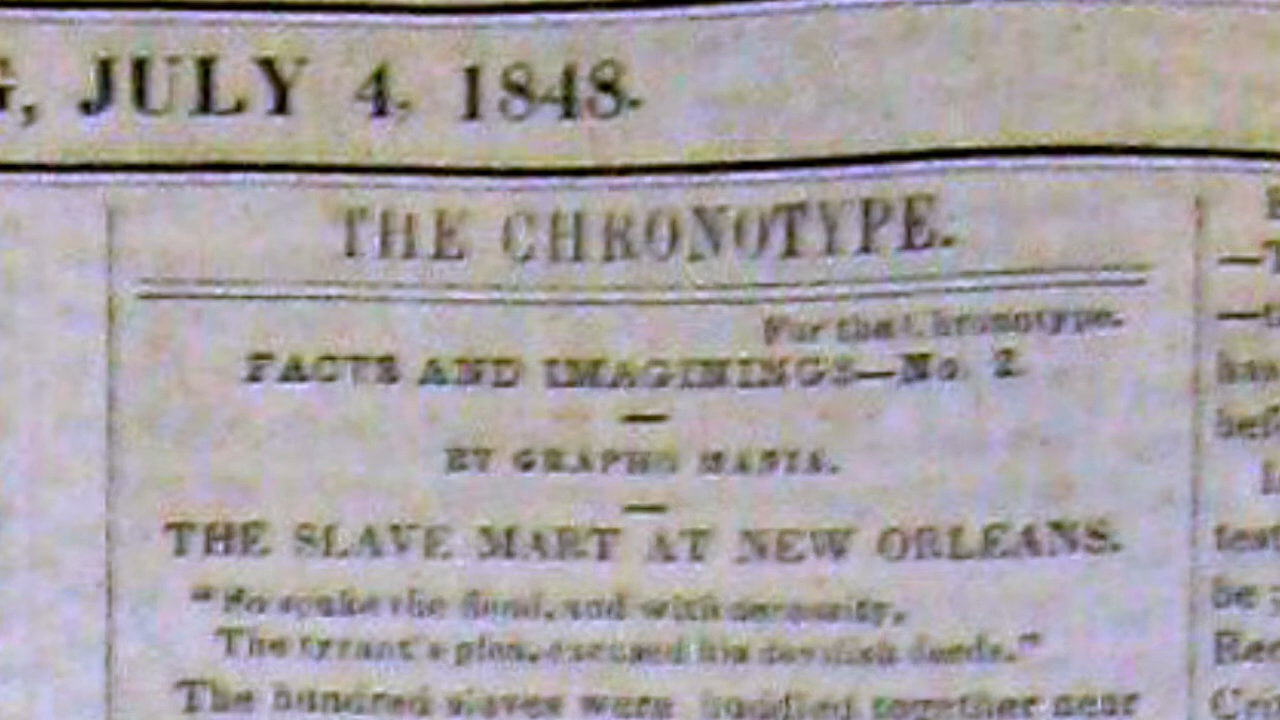 G, JULY 4, 1848.
THE CHRONOTYPE.
For the Chronotype.
FACTS AND IMAGININGS—No. 2
BY GRAPHO MANIA.
THE SLAVE MART AT NEW ORLEANS.
"So spake the fiend, and with necessity,
The tyrant's plea, excused his devilish deeds."
The hundred slaves were huddled together near
be